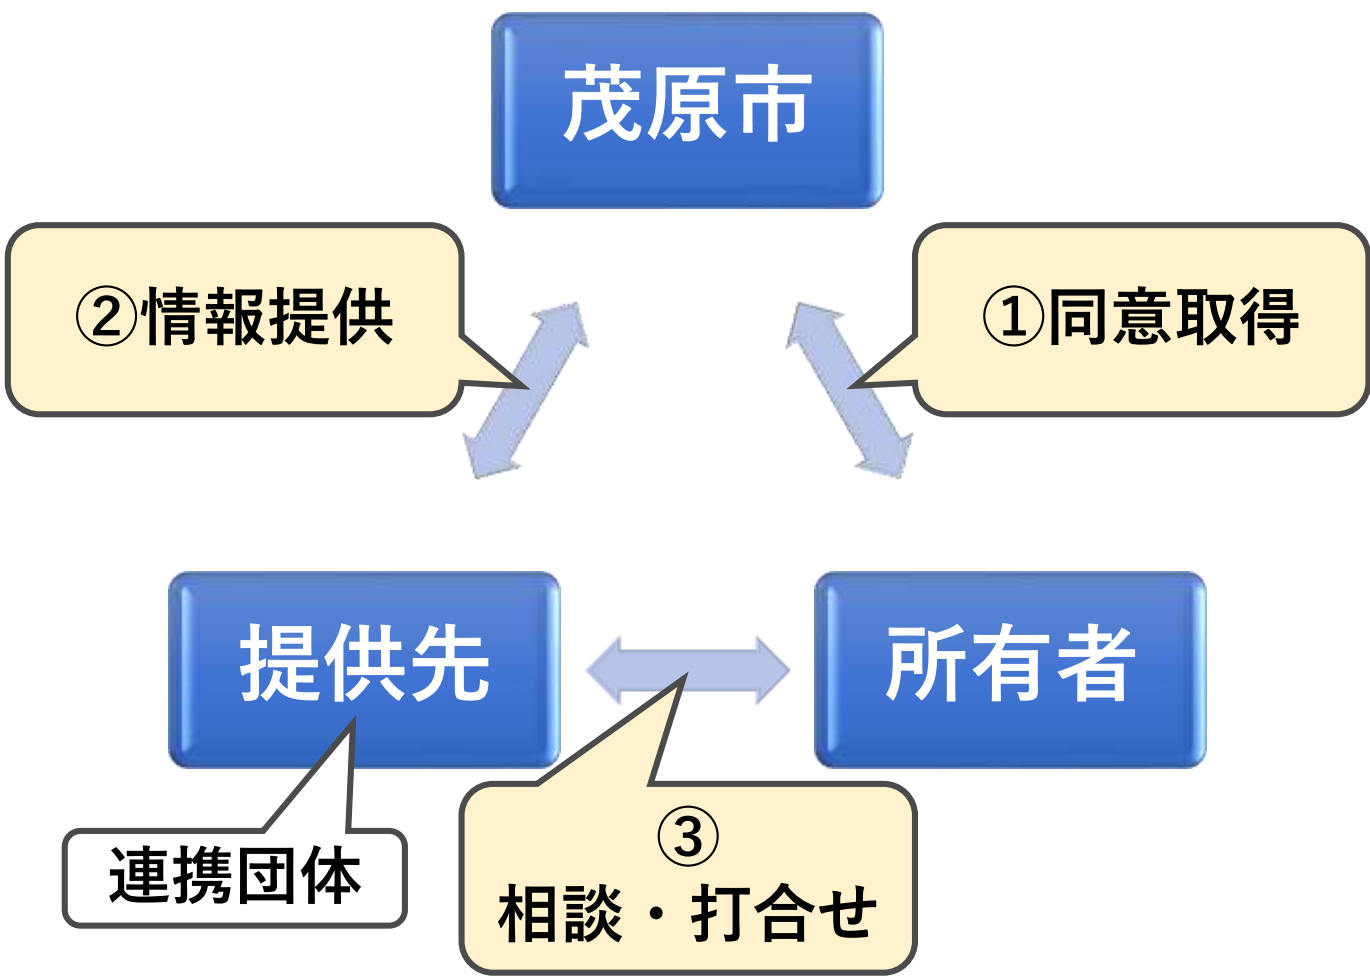 茂原市
②情報提供
①同意取得
提供先
所有者
連携団体
③
相談・打合せ